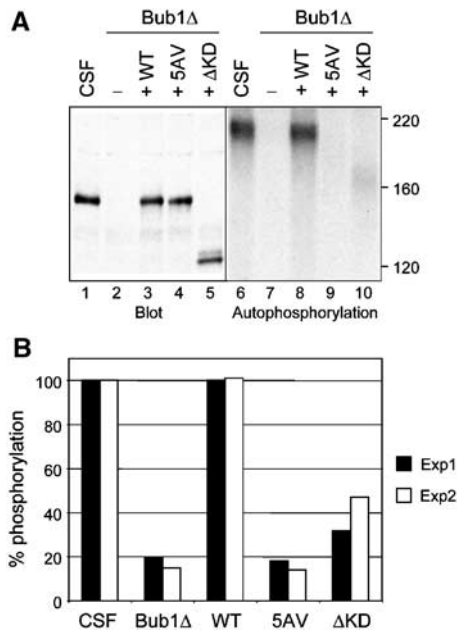 A
Bub1Δ
Bub1Δ
CSF
–
+ WT
+ 5AV
+ ΔKD
CSF
–
+ WT
+ 5AV
+ ΔKD
220
160
120
1 2 3 4 5 6 7 8 9 10
Blot
Autophosphorylation
B
% phosphorylation
100
80
60
40
20
0
Exp1
Exp2
CSF Bub1Δ WT 5AV ΔKD